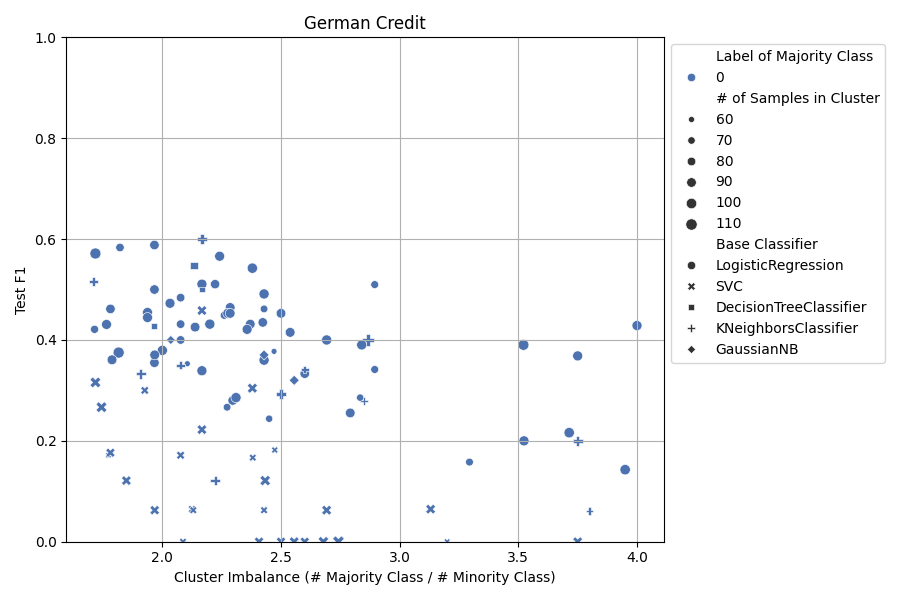 German Credit
1.0
0.8
0.6
0.4
0.2
0.0
Test F1
2.0
2.5
3.0
3.5
4.0
Cluster Imbalance (# Majority Class / # Minority Class)
Label of Majority Class
0
# of Samples in Cluster
60
70
80
90
100
110
Base Classifier
LogisticRegression
SVC
DecisionTreeClassifier
KNeighborsClassifier
GaussianNB